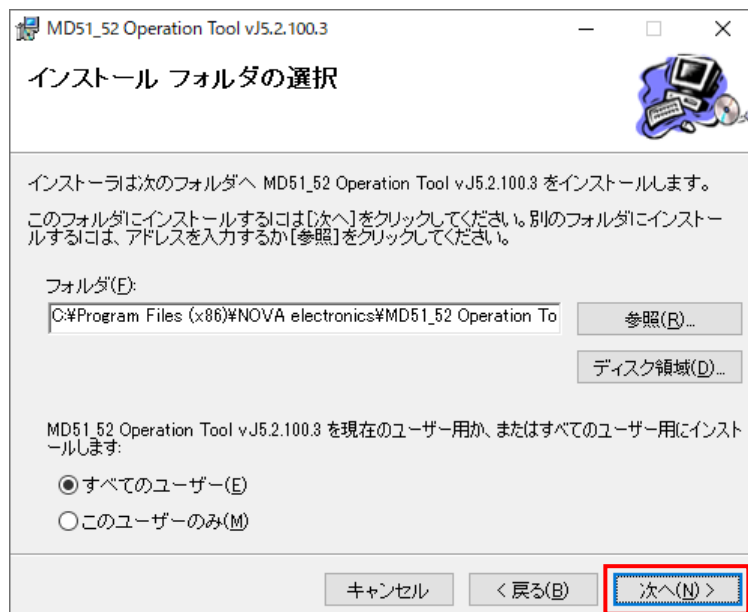 MD51_52 Operation Tool vJ5.2.100.3
インストール フォルダの選択
インストーラは次のフォルダへ MD51_52 Operation Tool vJ5.2.100.3 をインストールします。
このフォルダにインストールするには[次へ]をクリックしてください。別のフォルダにインストー
ルするには、アドレスを入力するか[参照]をクリックしてください。
フォルダ(F):
C:¥Program Files (x86)¥NOVA electronics¥MD51_52 Operation To
参照(R)...
ディスク領域(D)...
MD51_52 Operation Tool vJ5.2.100.3 を現在のユーザー用か、またはすべてのユーザー用にインスト
ールします:
すべてのユーザー(E)
このユーザーのみ(M)
キャンセル
< 戻る(B)
次へ(N) >